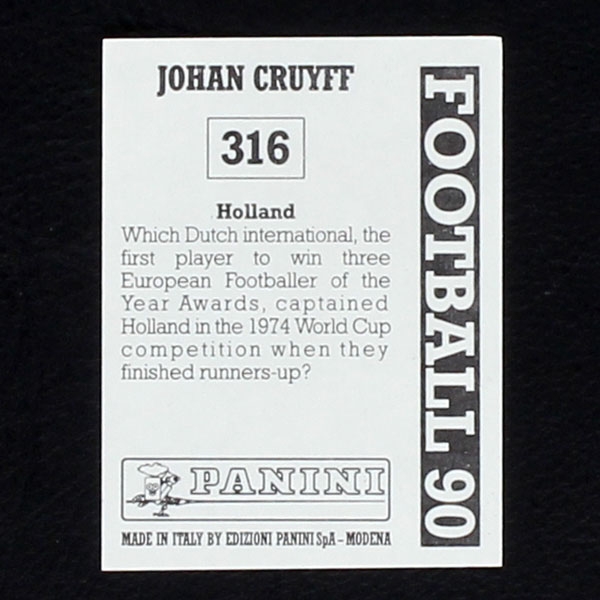 JOHAN CRUYFF
316
Holland
Which Dutch international, the
first player to win three
European Footballer of the
Year Awards, captained
Holland in the 1974 World Cup
competition when they
finished runners-up?
PANINI
MADE IN ITALY BY EDIZIONI PANINI SpA - MODENA
FOOTBALL 90